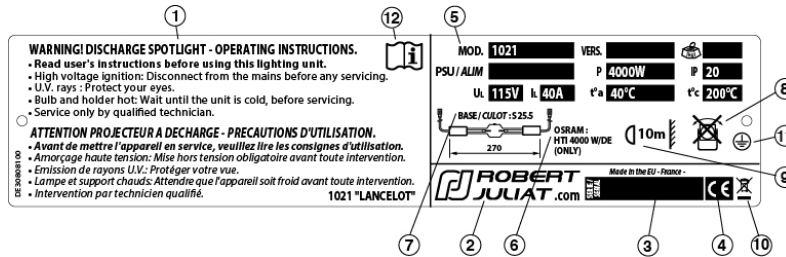 1
12
5
WARNING! DISCHARGE SPOTLIGHT - OPERATING INSTRUCTIONS.
• Read user's instructions before using this lighting unit.
• High voltage ignition: Disconnect from the mains before any servicing.
• U.V. rays : Protect your eyes.
• Bulb and holder hot: Wait until the unit is cold, before servicing.
• Service only by qualified technician.
ATTENTION PROJECTEUR A DECHARGE - PRECAUTIONS D'UTILISATION.
• Avant de mettre l'appareil en service, veuillez lire les consignes d'utilisation.
• Amorçage haute tension: Mise hors tension obligatoire avant toute intervention.
• Emission de rayons U.V.: Protéger votre vue.
• Lampe et support chauds: Attendre que l'appareil soit froid avant toute intervention.
• Intervention par technicien qualifié.
1021 "LANCELOT"
DE30808100
MOD. 1021 VERS.
PSU / ALIM P 4000W IP 20
UL 115V IL 40A t°a 40°C t°c 200°C
BASE / CULOT : S 25.5
270
OSRAM :
HTI 4000 W/DE
(ONLY)
10m
8
11
9
ROBERT
JULIAT .com
Made in the EU - France -
CE
7
2
6
3
4
10